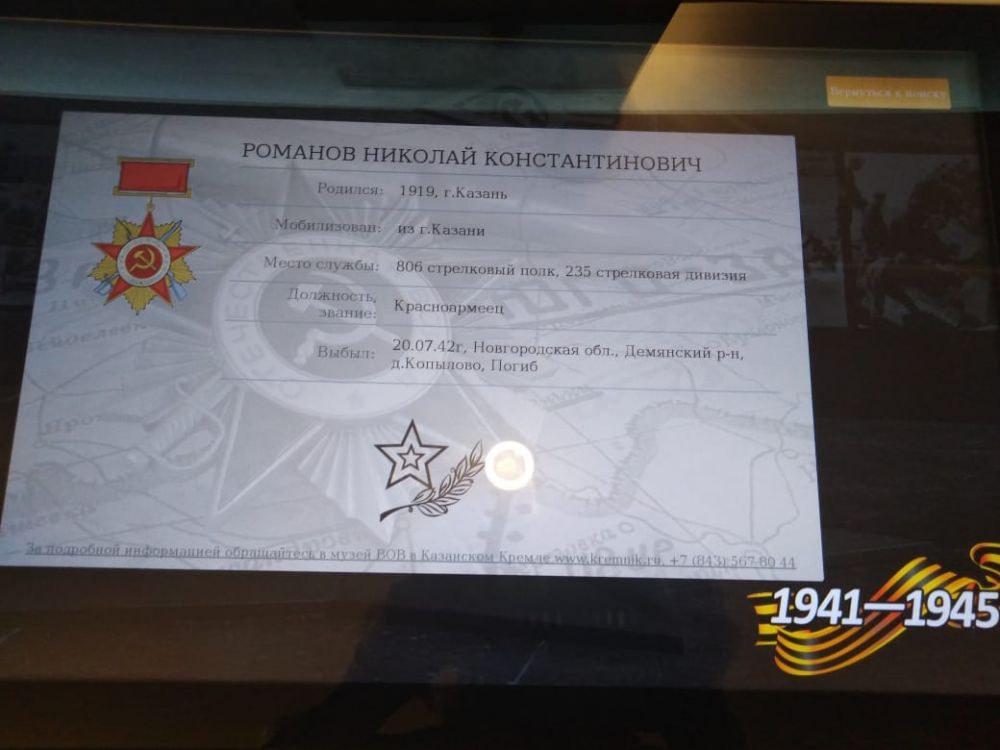 Вернуться к поиску
РОМАНОВ НИКОЛАЙ КОНСТАНТИНОВИЧ
Родился: 1919, г.Казань
Мобилизован: из г.Казани
Место службы: 806 стрелковый полк, 235 стрелковая дивизия
Должность, звание: Красноармеец
Выбыл: 20.07.42г, Новгородская обл., Демянский р-н,
д.Копылово, Погиб
За подробной информацией обращайтесь в музей ВОВ в Казанском Кремле www.kremnik.ru, +7 (843) 567 80 44
1941—1945